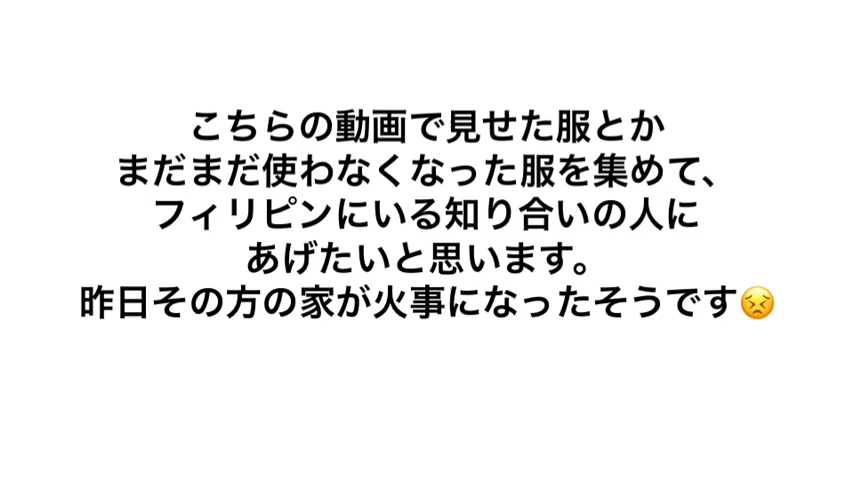 こちらの動画で見せた服とか
まだまだ使わなくなった服を集めて、
フィリピンにいる知り合いの人に
あげたいと思います。
昨日その方の家が火事になったそうです😣